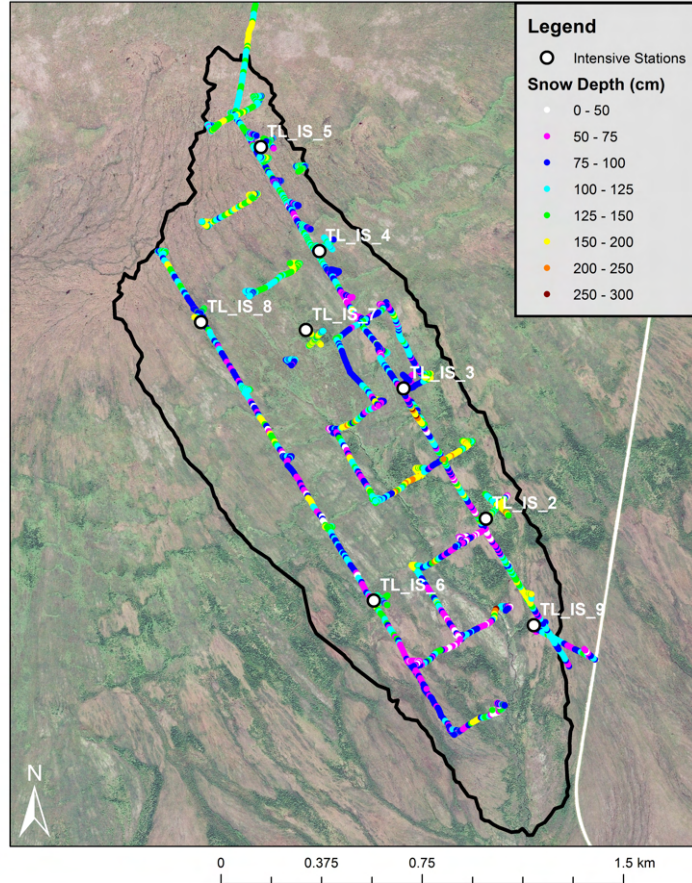 Legend
Intensive Stations
Snow Depth (cm)
0 - 50
50 - 75
75 - 100
100 - 125
125 - 150
150 - 200
200 - 250
250 - 300
TL_IS_5
TL_IS_4
TL_IS_8
TL_IS_7
TL_IS_3
TL_IS_2
TL_IS_6
TL_IS_9
N
0 0.375 0.75 1.5 km